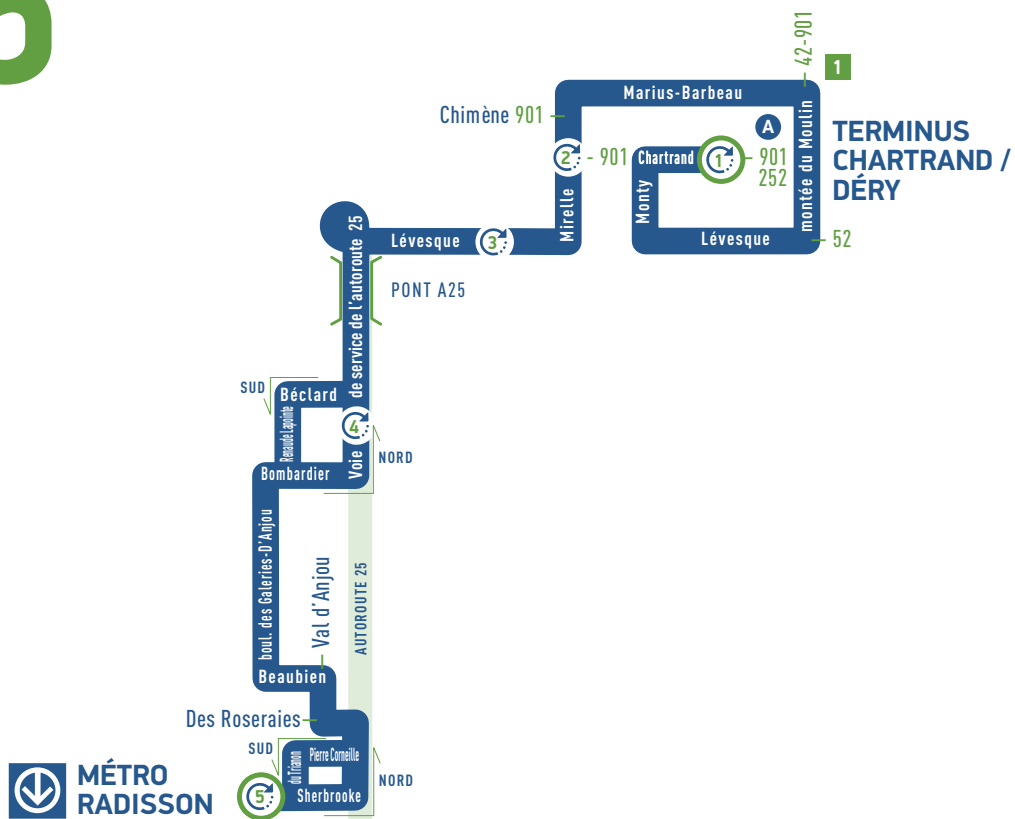 42-901
1
Marius-Barbeau
Chimène 901
A
TERMINUS
CHARTRAND /
DÉRY
montée du Moulin
2
- 901
Chartrand
1
901
252
Monty
Mirelle
Lévesque
3
Lévesque
52
PONT A25
Voie de service de l'autoroute 25
SUD
Béclard
Renaude Lapointe
4
NORD
Bombardier
boul. des Galeries-D'Anjou
Val d'Anjou
AUTOROUTE 25
Beaubien
Des Roseraies
SUD
du Trianon
Pierre Corneille
NORD
MÉTRO
RADISSON
5
Sherbrooke